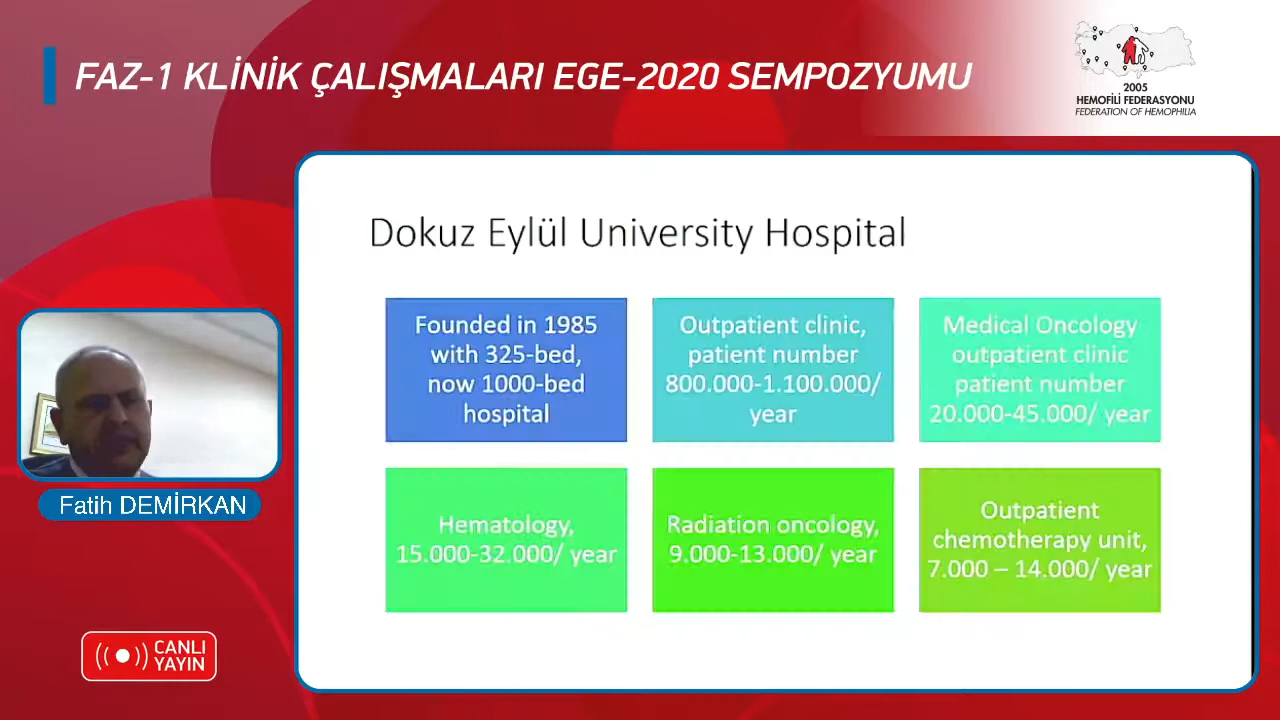 FAZ-1 KLİNİK ÇALIŞMALARI EGE-2020 SEMPOZYUMU
2005
HEMOFİLİ FEDERASYONU
FEDERATION OF HEMOPHILIA
Dokuz Eylül University Hospital
Founded in 1985
with 325-bed,
now 1000-bed
hospital
Outpatient clinic,
patient number
800.000-1.100.000/
year
Medical Oncology
outpatient clinic
patient number
20.000-45.000/ year
Hematology,
15.000-32.000/ year
Radiation oncology,
9.000-13.000/ year
Outpatient
chemotherapy unit,
7.000 – 14.000/ year
Fatih DEMİRKAN
CANLI
YAYIN